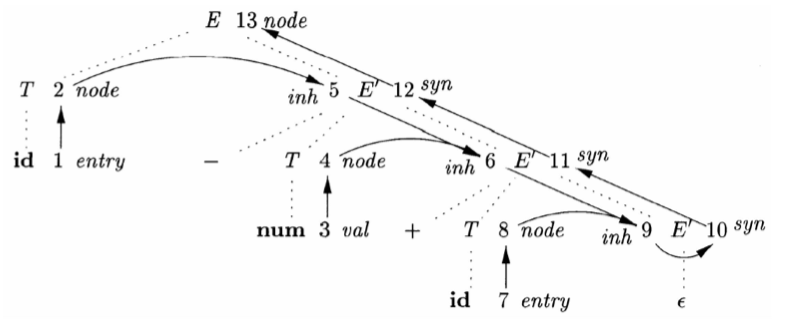 E 13 node
T 2 node inh 5 E' 12 syn
id 1 entry − T 4 node inh 6 E' 11 syn
num 3 val + T 8 node inh 9 E' 10 syn
id 7 entry ϵ